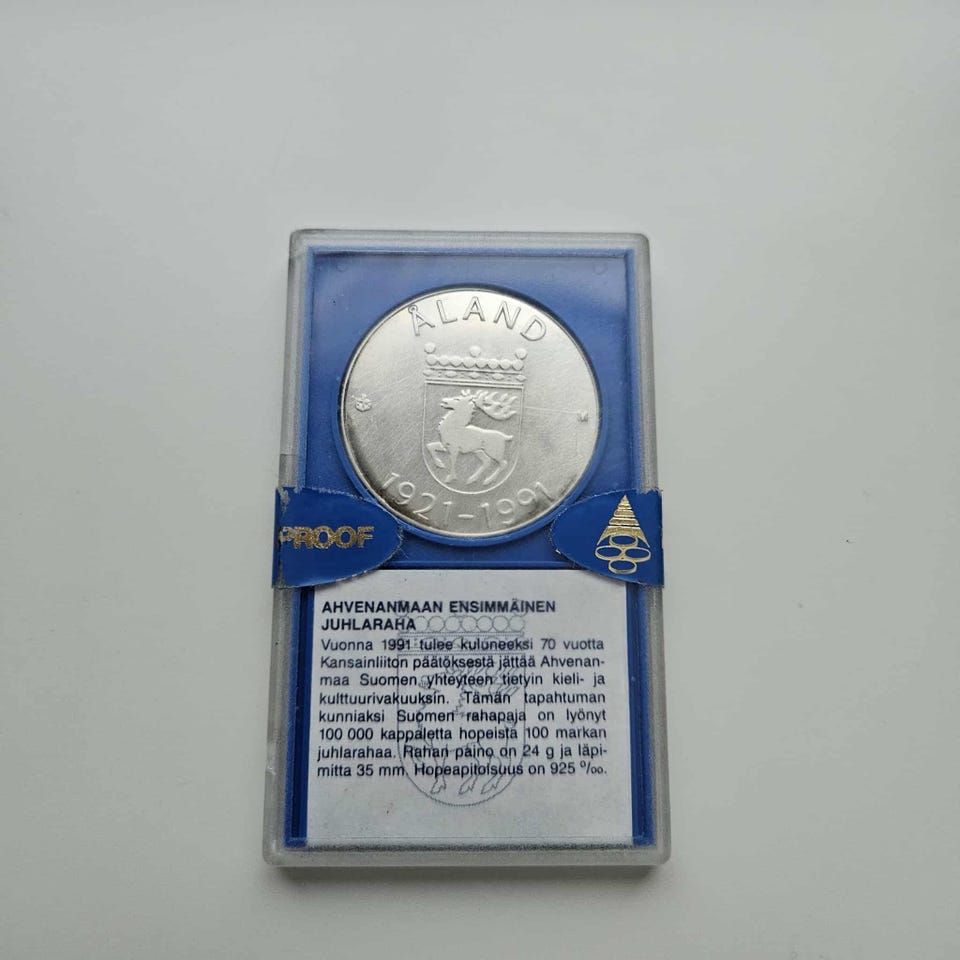 ÅLAND
M
1921-1991
PROOF
AHVENANMAAN ENSIMMÄINEN
JUHLARAHA
Vuonna 1991 tulee kuluneeksi 70 vuotta
Kansainliiton päätöksestä jättää Ahvenan-
maa Suomen yhteyteen tietyin kieli- ja
kulttuurivakuuksin. Tämän tapahtuman
kunniaksi Suomen rahapaja on lyönyt
100 000 kappaletta hopeista 100 markan
juhlarahaa. Rahan paino on 24 g ja läpi-
mitta 35 mm. Hopeapitoisuus on 925 ⁰/₀₀.